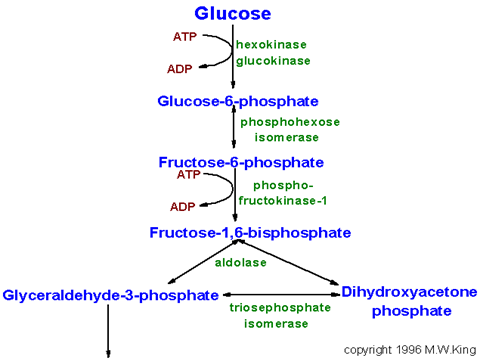 Glucose
ATP
hexokinase
glucokinase
ADP
Glucose-6-phosphate
phosphohexose
isomerase
Fructose-6-phosphate
ATP
phospho-
fructokinase-1
ADP
Fructose-1,6-bisphosphate
aldolase
Glyceraldehyde-3-phosphate
Dihydroxyacetone
phosphate
triosephosphate
isomerase
copyright 1996 M.W.King